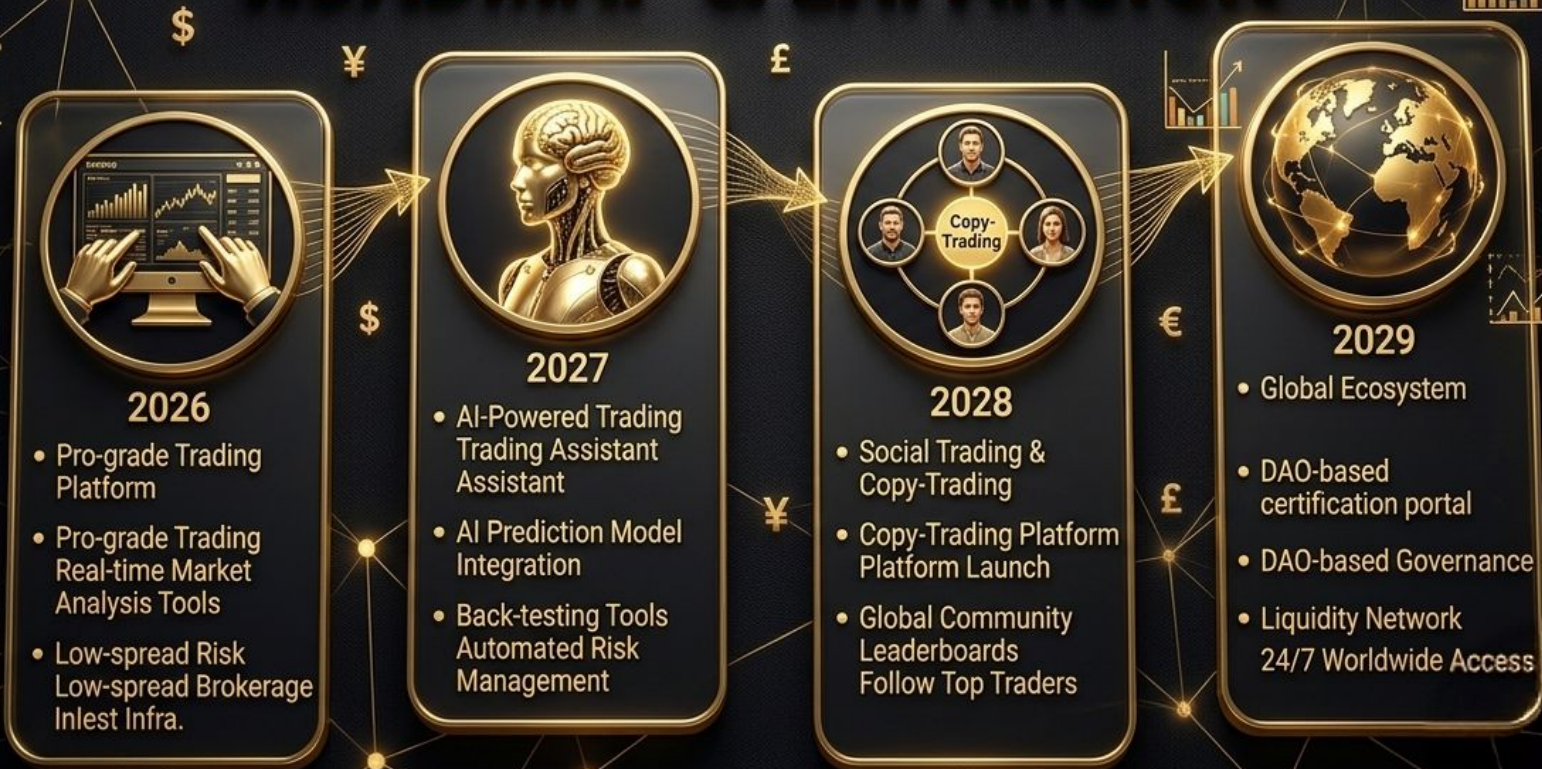 2026
• Pro-grade Trading
Platform
• Pro-grade Trading
Real-time Market
Analysis Tools
• Low-spread Risk
Low-spread Brokerage
Inlest Infra.
2027
• AI-Powered Trading
Trading Assistant
Assistant
• AI Prediction Model
Integration
• Back-testing Tools
Automated Risk
Management
Copy-
Trading
2028
• Social Trading &
Copy-Trading
• Copy-Trading Platform
Platform Launch
• Global Community
Leaderboards
Follow Top Traders
2029
• Global Ecosystem
• DAO-based
certification portal
• DAO-based Governance
• Liquidity Network
24/7 Worldwide Access
$
¥
£
$
¥
€
£